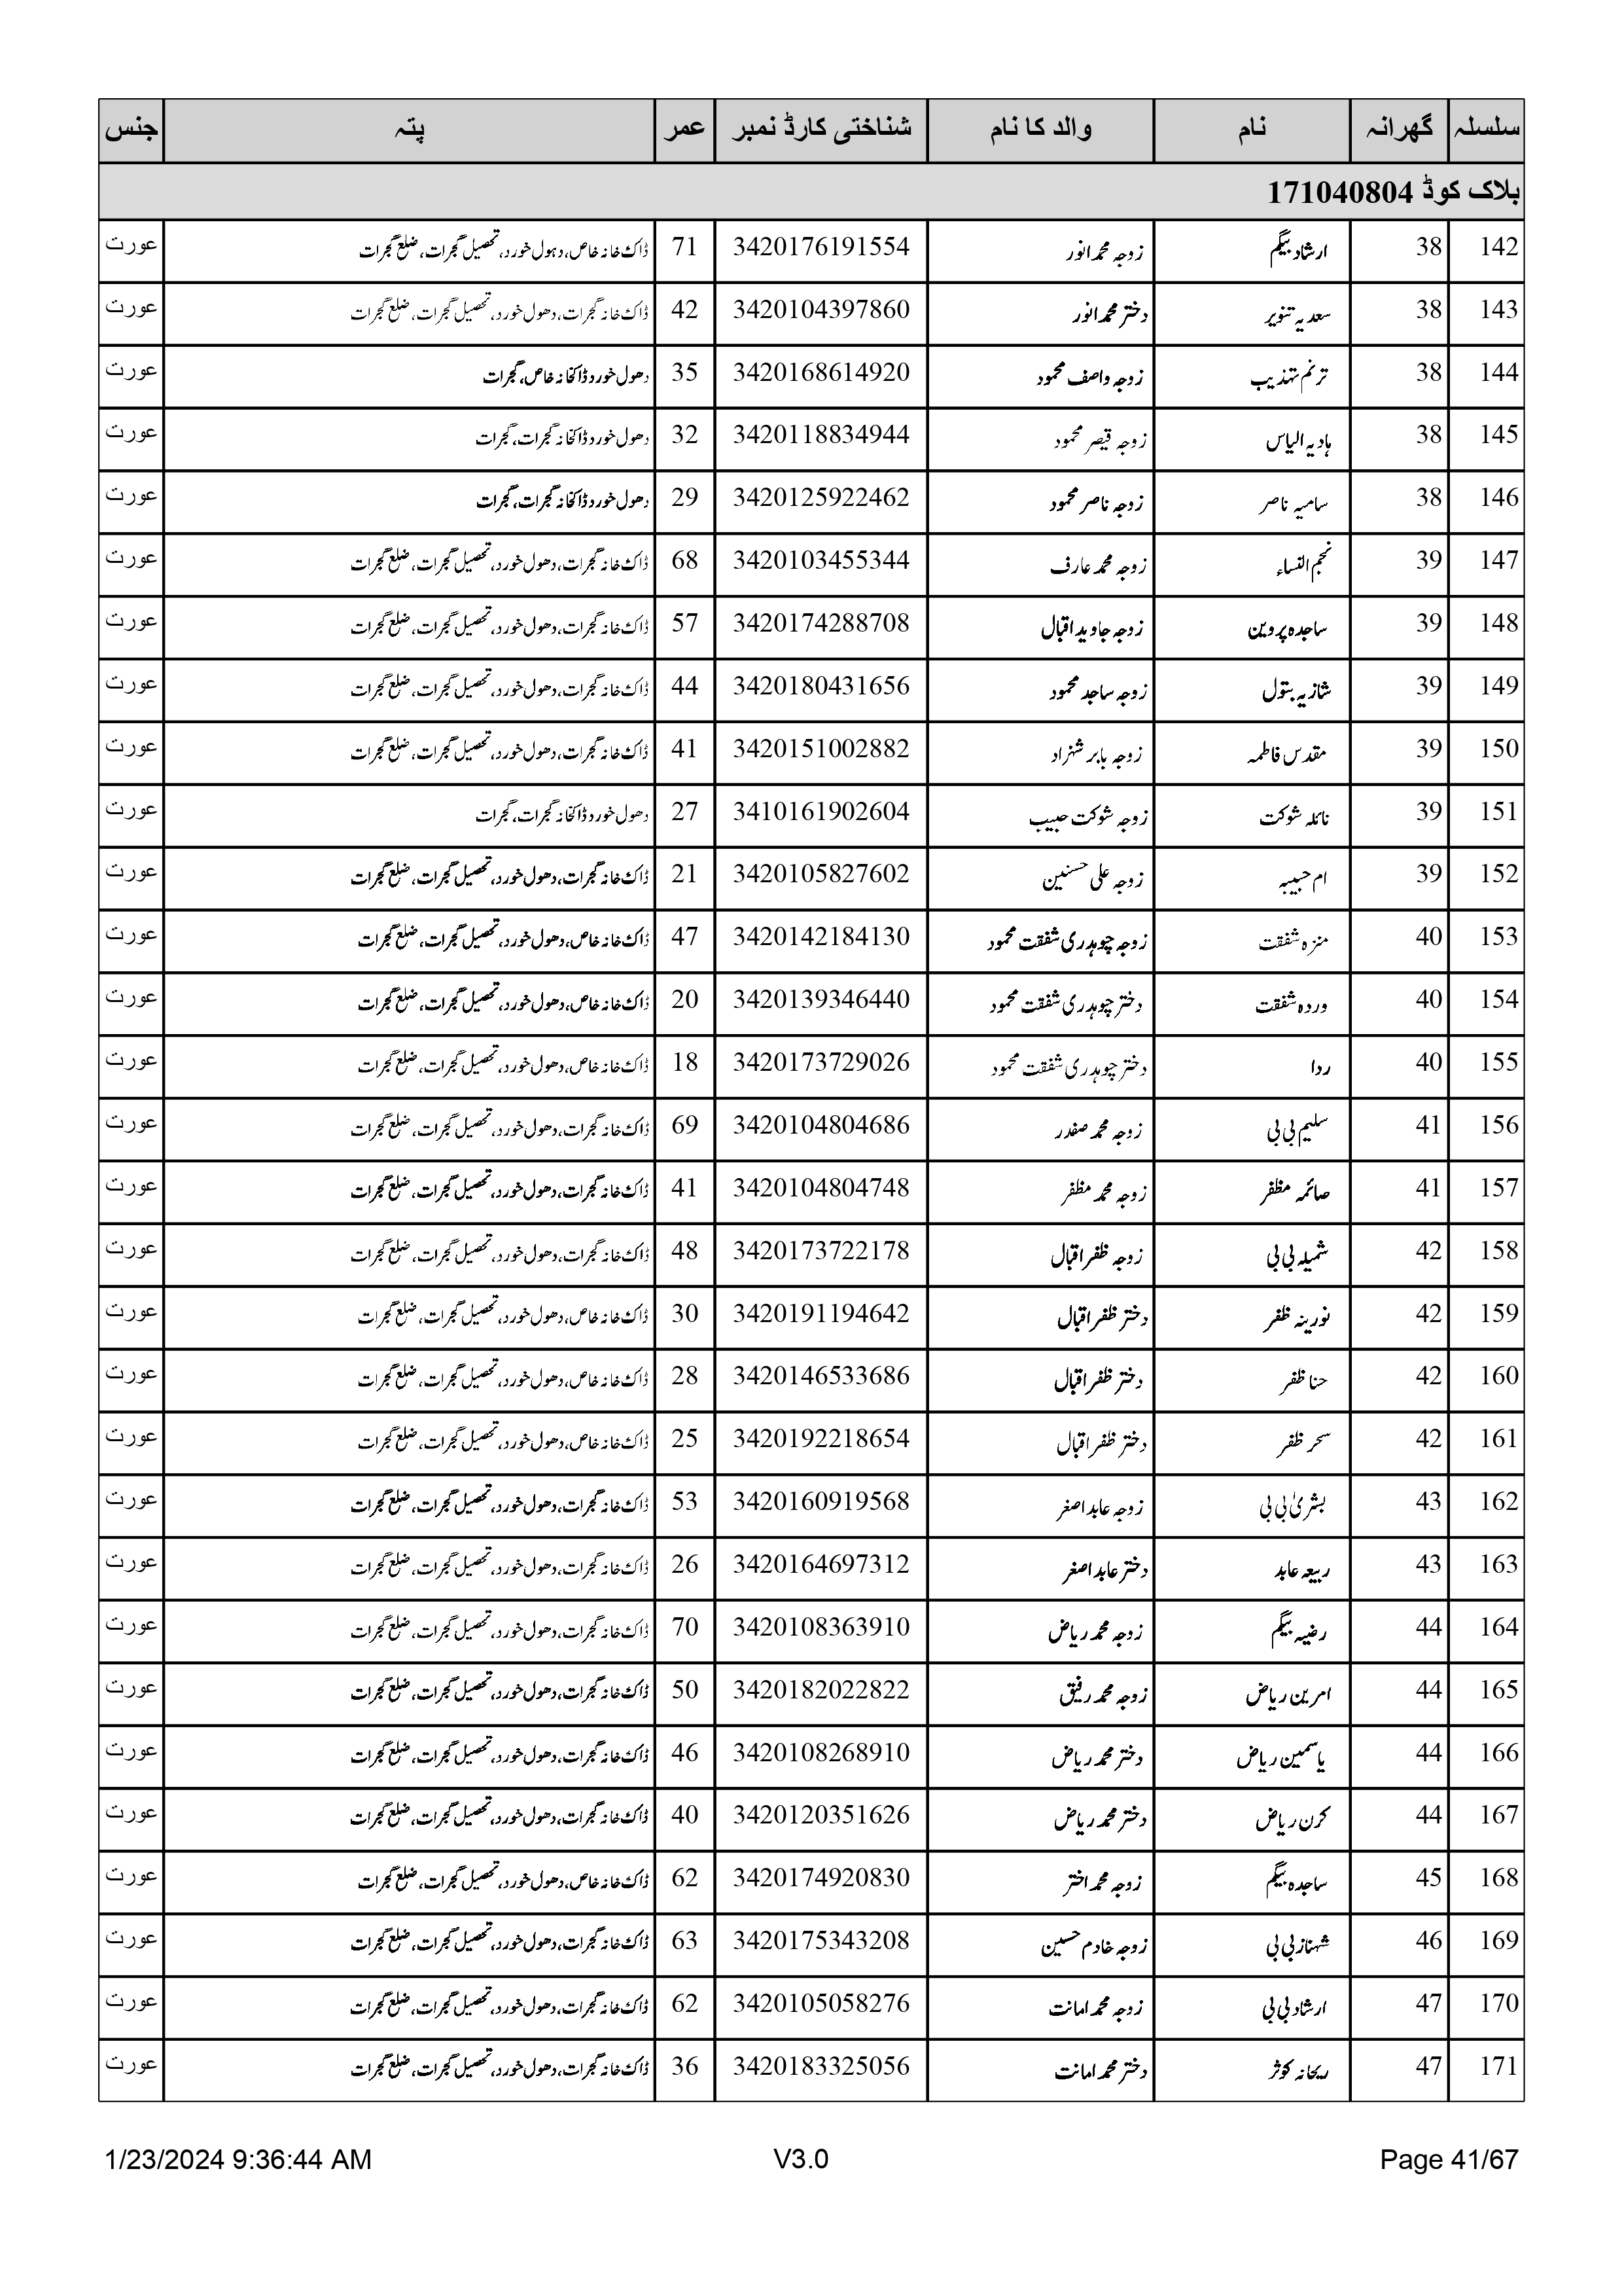 سلسلہ گھرانہ نام والد کا نام شناختی کارڈ نمبر عمر پتہ جنس
بلاک کوڈ 171040804
142 38 ارشاد بیگم زوجہ محمد انور 3420176191554 71 ڈاک خانہ خاص، دہول خورد، تحصیل گجرات، ضلع گجرات عورت
143 38 سعدیہ تنویر دختر محمد انور 3420104397860 42 ڈاک خانہ گجرات، دھول خورد، تحصیل گجرات، ضلع گجرات عورت
144 38 ترنم تہذیب زوجہ واصف محمود 3420168614920 35 دھول خورد ڈاکخانہ خاص، گجرات عورت
145 38 ہادیہ الیاس زوجہ قیصر محمود 3420118834944 32 دھول خورد ڈاکخانہ گجرات، گجرات عورت
146 38 سامیہ ناصر زوجہ ناصر محمود 3420125922462 29 دھول خورد ڈاکخانہ گجرات، گجرات عورت
147 39 نجم النساء زوجہ محمد عارف 3420103455344 68 ڈاک خانہ گجرات، دھول خورد، تحصیل گجرات، ضلع گجرات عورت
148 39 ساجدہ پروین زوجہ جاوید اقبال 3420174288708 57 ڈاک خانہ گجرات، دھول خورد، تحصیل گجرات، ضلع گجرات عورت
149 39 شازیہ بتول زوجہ ساجد محمود 3420180431656 44 ڈاک خانہ گجرات، دھول خورد، تحصیل گجرات، ضلع گجرات عورت
150 39 مقدس فاطمہ زوجہ بابر شہزاد 3420151002882 41 ڈاک خانہ گجرات، دھول خورد، تحصیل گجرات، ضلع گجرات عورت
151 39 نائلہ شوکت زوجہ شوکت حبیب 3410161902604 27 دھول خورد ڈاکخانہ گجرات، گجرات عورت
152 39 ام حبیبہ زوجہ علی حسنین 3420105827602 21 ڈاک خانہ گجرات، دھول خورد، تحصیل گجرات، ضلع گجرات عورت
153 40 منزہ شفقت زوجہ چوہدری شفقت محمود 3420142184130 47 ڈاک خانہ خاص، دھول خورد، تحصیل گجرات، ضلع گجرات عورت
154 40 وردہ شفقت دختر چوہدری شفقت محمود 3420139346440 20 ڈاک خانہ خاص، دھول خورد، تحصیل گجرات، ضلع گجرات عورت
155 40 ردا دختر چوہدری شفقت محمود 3420173729026 18 ڈاک خانہ خاص، دھول خورد، تحصیل گجرات، ضلع گجرات عورت
156 41 سلیم بی بی زوجہ محمد صفدر 3420104804686 69 ڈاک خانہ گجرات، دھول خورد، تحصیل گجرات، ضلع گجرات عورت
157 41 صائمہ مظفر زوجہ محمد مظفر 3420104804748 41 ڈاک خانہ گجرات، دھول خورد، تحصیل گجرات، ضلع گجرات عورت
158 42 شمیلہ بی بی زوجہ ظفر اقبال 3420173722178 48 ڈاک خانہ گجرات، دھول خورد، تحصیل گجرات، ضلع گجرات عورت
159 42 نورینہ ظفر دختر ظفر اقبال 3420191194642 30 ڈاک خانہ خاص، دھول خورد، تحصیل گجرات، ضلع گجرات عورت
160 42 حنا ظفر دختر ظفر اقبال 3420146533686 28 ڈاک خانہ خاص، دھول خورد، تحصیل گجرات، ضلع گجرات عورت
161 42 سحر ظفر دختر ظفر اقبال 3420192218654 25 ڈاک خانہ خاص، دھول خورد، تحصیل گجرات، ضلع گجرات عورت
162 43 بشریٰ بی بی زوجہ عابد اصغر 3420160919568 53 ڈاک خانہ گجرات، دھول خورد، تحصیل گجرات، ضلع گجرات عورت
163 43 ربیعہ عابد دختر عابد اصغر 3420164697312 26 ڈاک خانہ گجرات، دھول خورد، تحصیل گجرات، ضلع گجرات عورت
164 44 رضیہ بیگم زوجہ محمد ریاض 3420108363910 70 ڈاک خانہ گجرات، دھول خورد، تحصیل گجرات، ضلع گجرات عورت
165 44 امرین ریاض زوجہ محمد رفیق 3420182022822 50 ڈاک خانہ گجرات، دھول خورد، تحصیل گجرات، ضلع گجرات عورت
166 44 یاسمین ریاض دختر محمد ریاض 3420108268910 46 ڈاک خانہ گجرات، دھول خورد، تحصیل گجرات، ضلع گجرات عورت
167 44 کرن ریاض دختر محمد ریاض 3420120351626 40 ڈاک خانہ گجرات، دھول خورد، تحصیل گجرات، ضلع گجرات عورت
168 45 ساجدہ بیگم زوجہ محمد اختر 3420174920830 62 ڈاک خانہ خاص، دھول خورد، تحصیل گجرات، ضلع گجرات عورت
169 46 شہناز بی بی زوجہ خادم حسین 3420175343208 63 ڈاک خانہ گجرات، دھول خورد، تحصیل گجرات، ضلع گجرات عورت
170 47 ارشاد بی بی زوجہ محمد امانت 3420105058276 62 ڈاک خانہ گجرات، دھول خورد، تحصیل گجرات، ضلع گجرات عورت
171 47 ریحانہ کوثر دختر محمد امانت 3420183325056 36 ڈاک خانہ گجرات، دھول خورد، تحصیل گجرات، ضلع گجرات عورت
1/23/2024 9:36:44 AM V3.0 Page 41/67